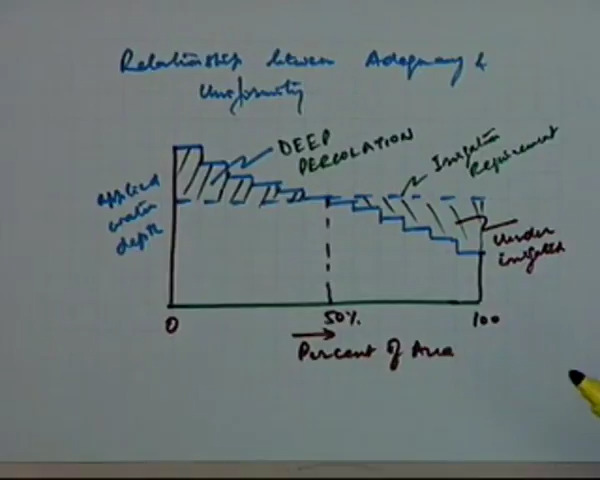 Relationship between Adequacy &
Uniformity
DEEP
PERCOLATION
Irrigation
Requirement
applied
water
depth
Under
irrigated
0
50%
100
Percent of Area